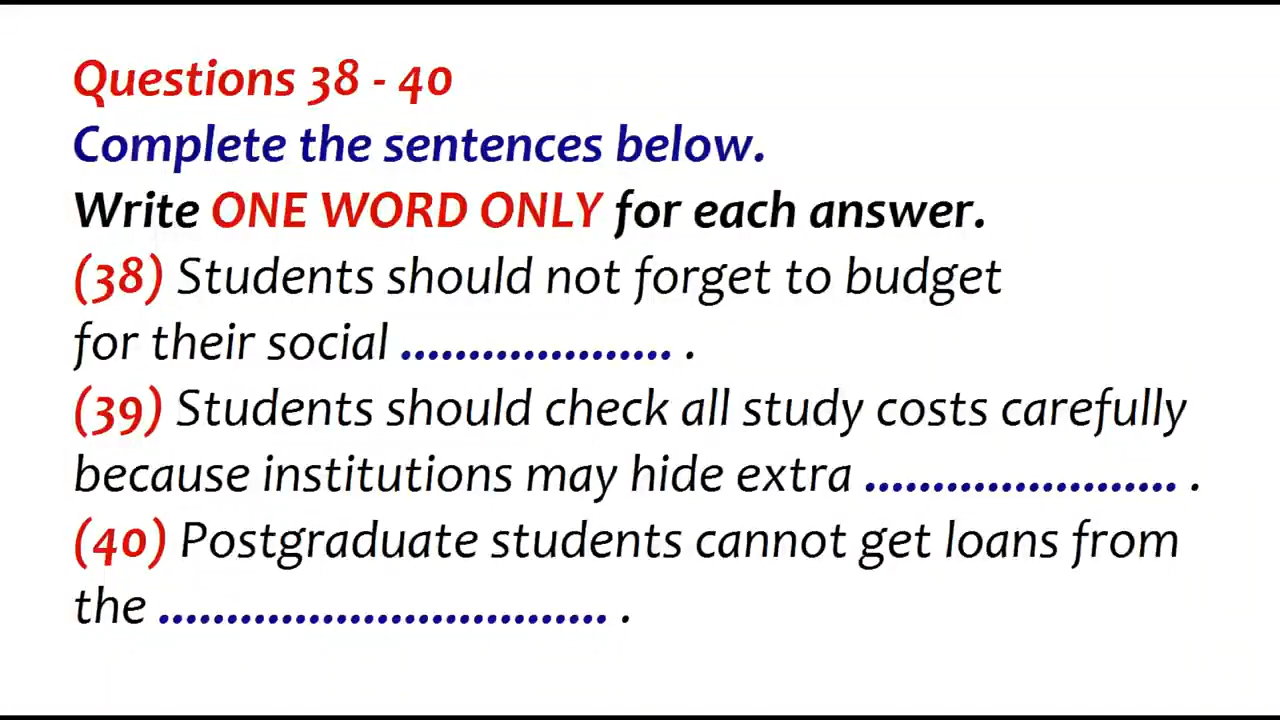 Questions 38 - 40
Complete the sentences below.
Write ONE WORD ONLY for each answer.
(38) Students should not forget to budget
for their social .................... .
(39) Students should check all study costs carefully
because institutions may hide extra ....................... .
(40) Postgraduate students cannot get loans from
the ................................. .